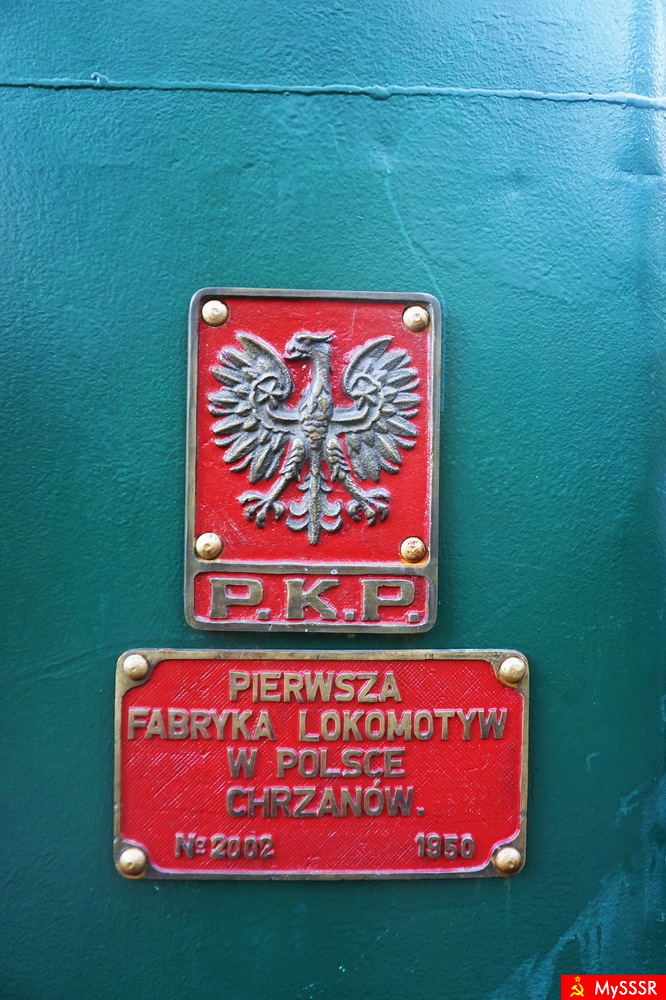 P.K.P.
PIERWSZA
FABRYKA LOKOMOTYW
W POLSCE
CHRZANÓW.
Nº 2002 1950
MySSSR